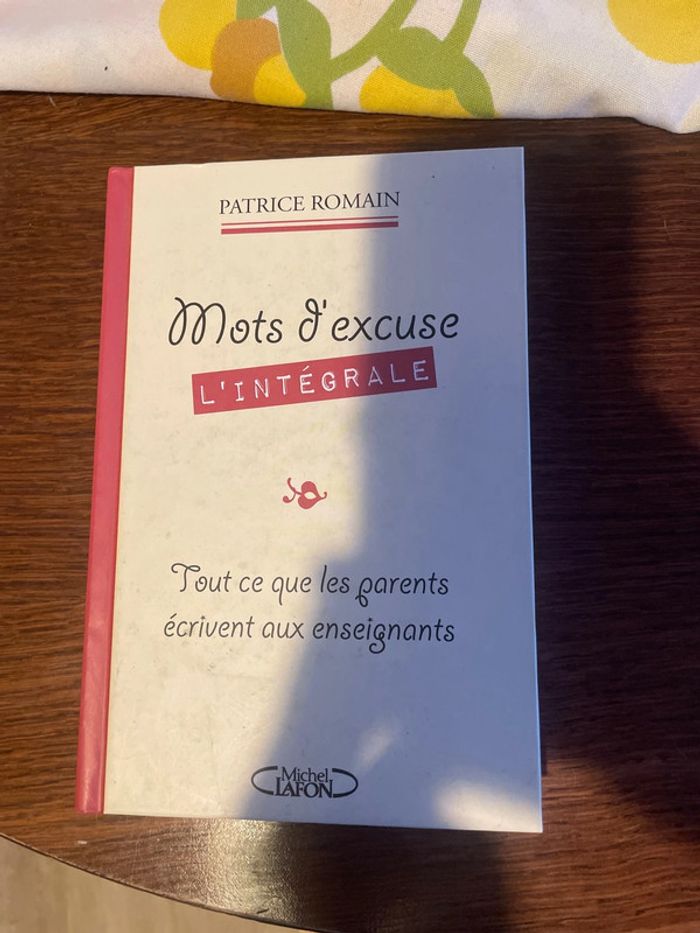 PATRICE ROMAIN
Mots d'excuse
L'INTÉGRALE
Tout ce que les parents
écrivent aux enseignants
Michel
LAFON